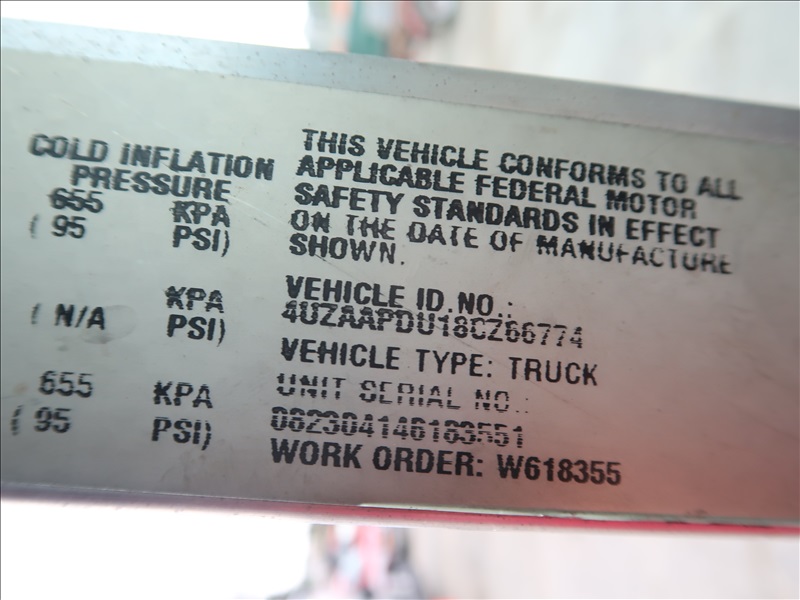 COLD INFLATION
PRESSURE
655 KPA
( 95 PSI)
KPA
( N/A PSI)
655 KPA
( 95 PSI)
THIS VEHICLE CONFORMS TO ALL
APPLICABLE FEDERAL MOTOR
SAFETY STANDARDS IN EFFECT
ON THE DATE OF MANUFACTURE
SHOWN.
VEHICLE ID.NO.:
4UZAAPDU18CZ66774
VEHICLE TYPE: TRUCK
UNIT SERIAL NO.:
082304146183551
WORK ORDER: W618355